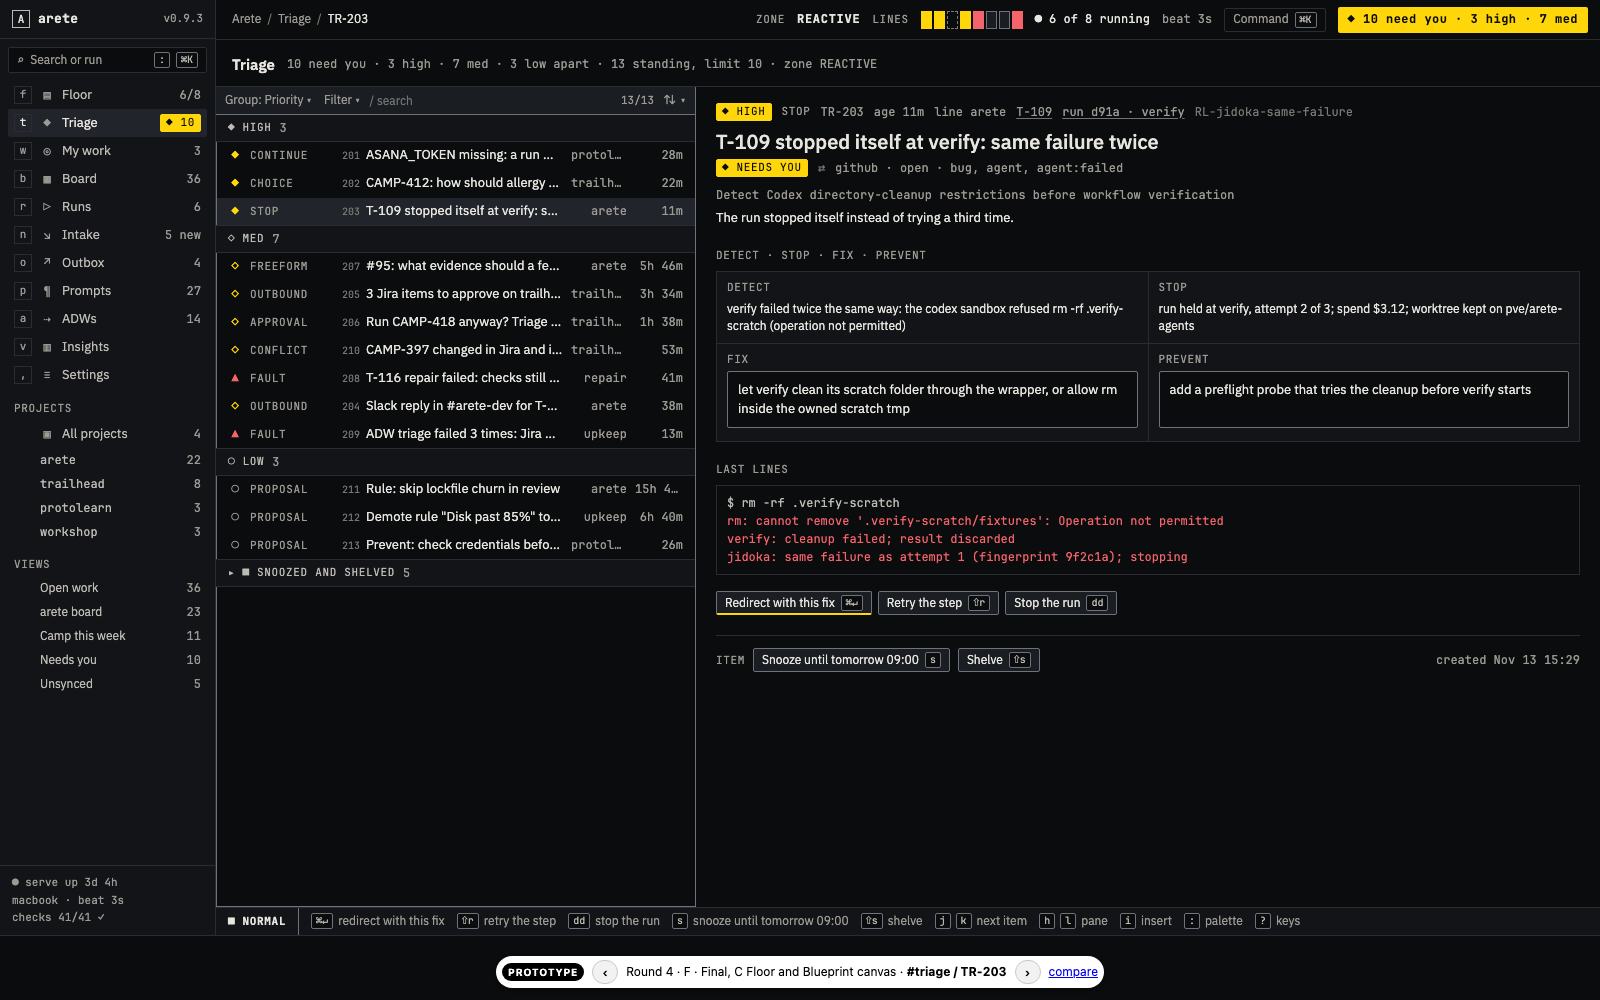 A arete v0.9.3
Search or run : ⌘K
f Floor 6/8
t Triage ◆ 10
w My work 3
b Board 36
r Runs 6
n Intake 5 new
o Outbox 4
p Prompts 27
a ADWs 14
v Insights
, Settings
PROJECTS
All projects 4
arete 22
trailhead 8
protolearn 3
workshop 3
VIEWS
Open work 36
arete board 23
Camp this week 11
Needs you 10
Unsynced 5
● serve up 3d 4h
macbook · beat 3s
checks 41/41 ✓
Arete / Triage / TR-203
ZONE REACTIVE LINES ● 6 of 8 running beat 3s Command ⌘K ◆ 10 need you · 3 high · 7 med
Triage 10 need you · 3 high · 7 med · 3 low apart · 13 standing, limit 10 · zone REACTIVE
Group: Priority ▾ Filter ▾ / search 13/13 ⇅ ▾
◆ HIGH 3
◆ CONTINUE 201 ASANA_TOKEN missing: a run ... protol... 28m
◆ CHOICE 202 CAMP-412: how should allergy ... trailh... 22m
◆ STOP 203 T-109 stopped itself at verify: s... arete 11m
◇ MED 7
◇ FREEFORM 207 #95: what evidence should a fe... arete 5h 46m
◇ OUTBOUND 205 3 Jira items to approve on trailh... trailh... 3h 34m
◇ APPROVAL 206 Run CAMP-418 anyway? Triage ... trailh... 1h 38m
◇ CONFLICT 210 CAMP-397 changed in Jira and i... trailh... 53m
▲ FAULT 208 T-116 repair failed: checks still ... repair 41m
◇ OUTBOUND 204 Slack reply in #arete-dev for T-... arete 38m
▲ FAULT 209 ADW triage failed 3 times: Jira ... upkeep 13m
○ LOW 3
○ PROPOSAL 211 Rule: skip lockfile churn in review arete 15h 4...
○ PROPOSAL 212 Demote rule "Disk past 85%" to... upkeep 6h 40m
○ PROPOSAL 213 Prevent: check credentials befo... protol... 26m
▸ ■ SNOOZED AND SHELVED 5
◆ HIGH STOP TR-203 age 11m line arete T-109 run d91a · verify RL-jidoka-same-failure
T-109 stopped itself at verify: same failure twice
◆ NEEDS YOU ⇄ github · open · bug, agent, agent:failed
Detect Codex directory-cleanup restrictions before workflow verification
The run stopped itself instead of trying a third time.
DETECT · STOP · FIX · PREVENT
DETECT
verify failed twice the same way: the codex sandbox refused rm -rf .verify-
scratch (operation not permitted)
STOP
run held at verify, attempt 2 of 3; spend $3.12; worktree kept on pve/arete-
agents
FIX
let verify clean its scratch folder through the wrapper, or allow rm
inside the owned scratch tmp
PREVENT
add a preflight probe that tries the cleanup before verify starts
LAST LINES
$ rm -rf .verify-scratch
rm: cannot remove '.verify-scratch/fixtures': Operation not permitted
verify: cleanup failed; result discarded
jidoka: same failure as attempt 1 (fingerprint 9f2c1a); stopping
Redirect with this fix ⌘↵ Retry the step ⇧r Stop the run dd
ITEM Snooze until tomorrow 09:00 s Shelve ⇧s created Nov 13 15:29
■ NORMAL ⌘↵ redirect with this fix ⇧r retry the step dd stop the run s snooze until tomorrow 09:00 ⇧s shelve j k next item h l pane i insert : palette ? keys
PROTOTYPE ‹ Round 4 · F · Final, C Floor and Blueprint canvas · #triage / TR-203 › compare